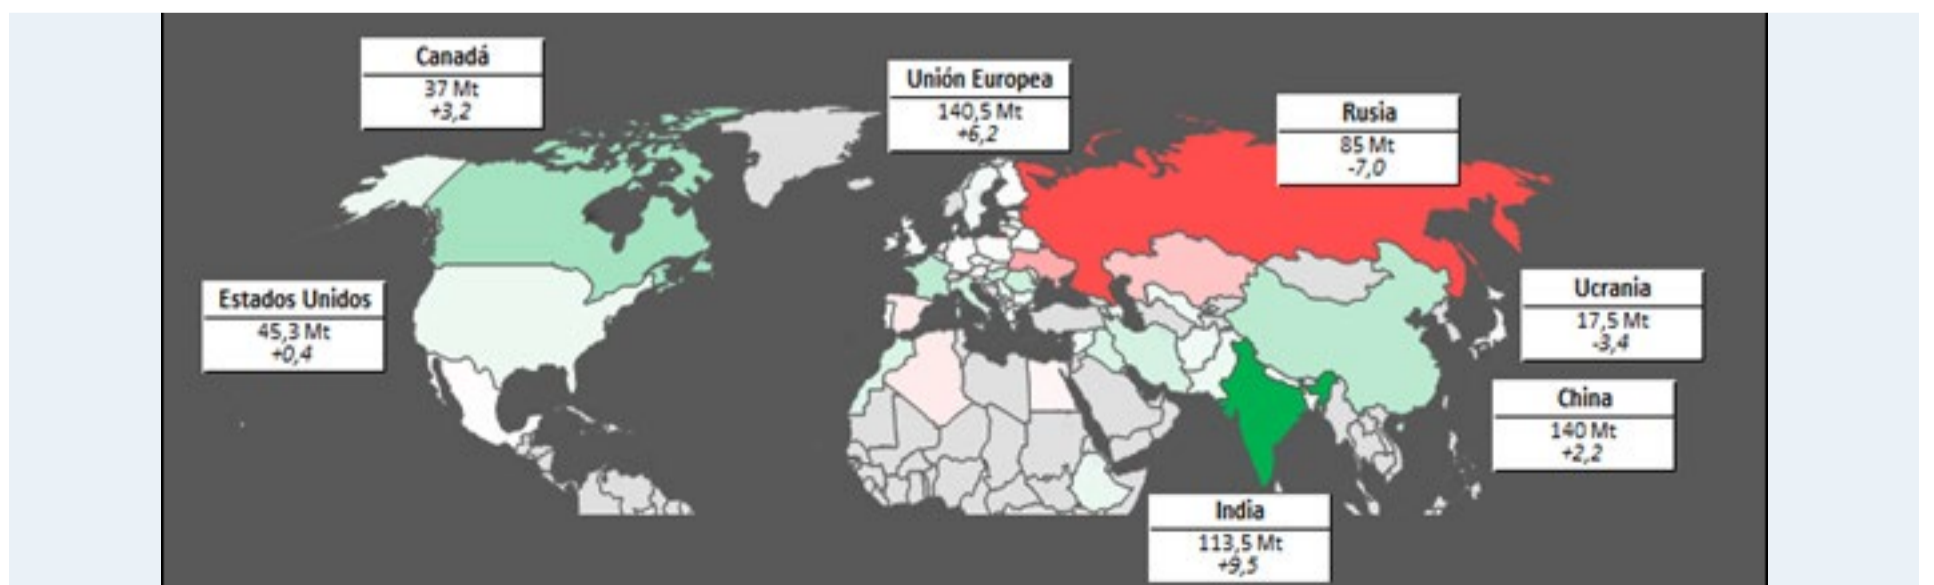 Canadá
37 Mt
+3,2
Unión Europea
140,5 Mt
+6,2
Rusia
85 Mt
-7,0
Estados Unidos
45,3 Mt
+0,4
Ucrania
17,5 Mt
-3,4
China
140 Mt
+2,2
India
113,5 Mt
+9,5